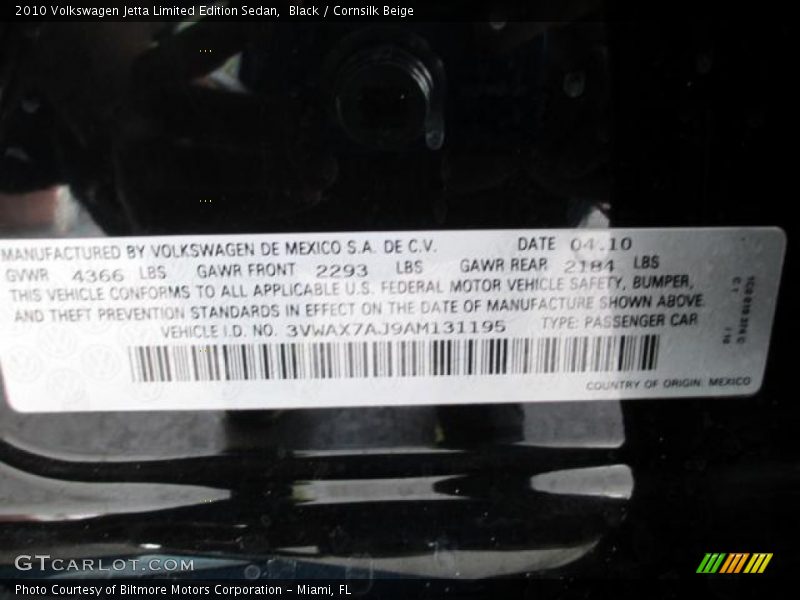 2010 Volkswagen Jetta Limited Edition Sedan, Black / Cornsilk Beige
MANUFACTURED BY VOLKSWAGEN DE MEXICO S.A. DE C.V. DATE 04.10
GVWR 4366 LBS GAWR FRONT 2293 LBS GAWR REAR 2184 LBS
THIS VEHICLE CONFORMS TO ALL APPLICABLE U.S. FEDERAL MOTOR VEHICLE SAFETY, BUMPER,
AND THEFT PREVENTION STANDARDS IN EFFECT ON THE DATE OF MANUFACTURE SHOWN ABOVE
VEHICLE I.D. NO. 3VWAX7AJ9AM131195 TYPE: PASSENGER CAR
COUNTRY OF ORIGIN: MEXICO
GTCARLOT.COM
Photo Courtesy of Biltmore Motors Corporation - Miami, FL